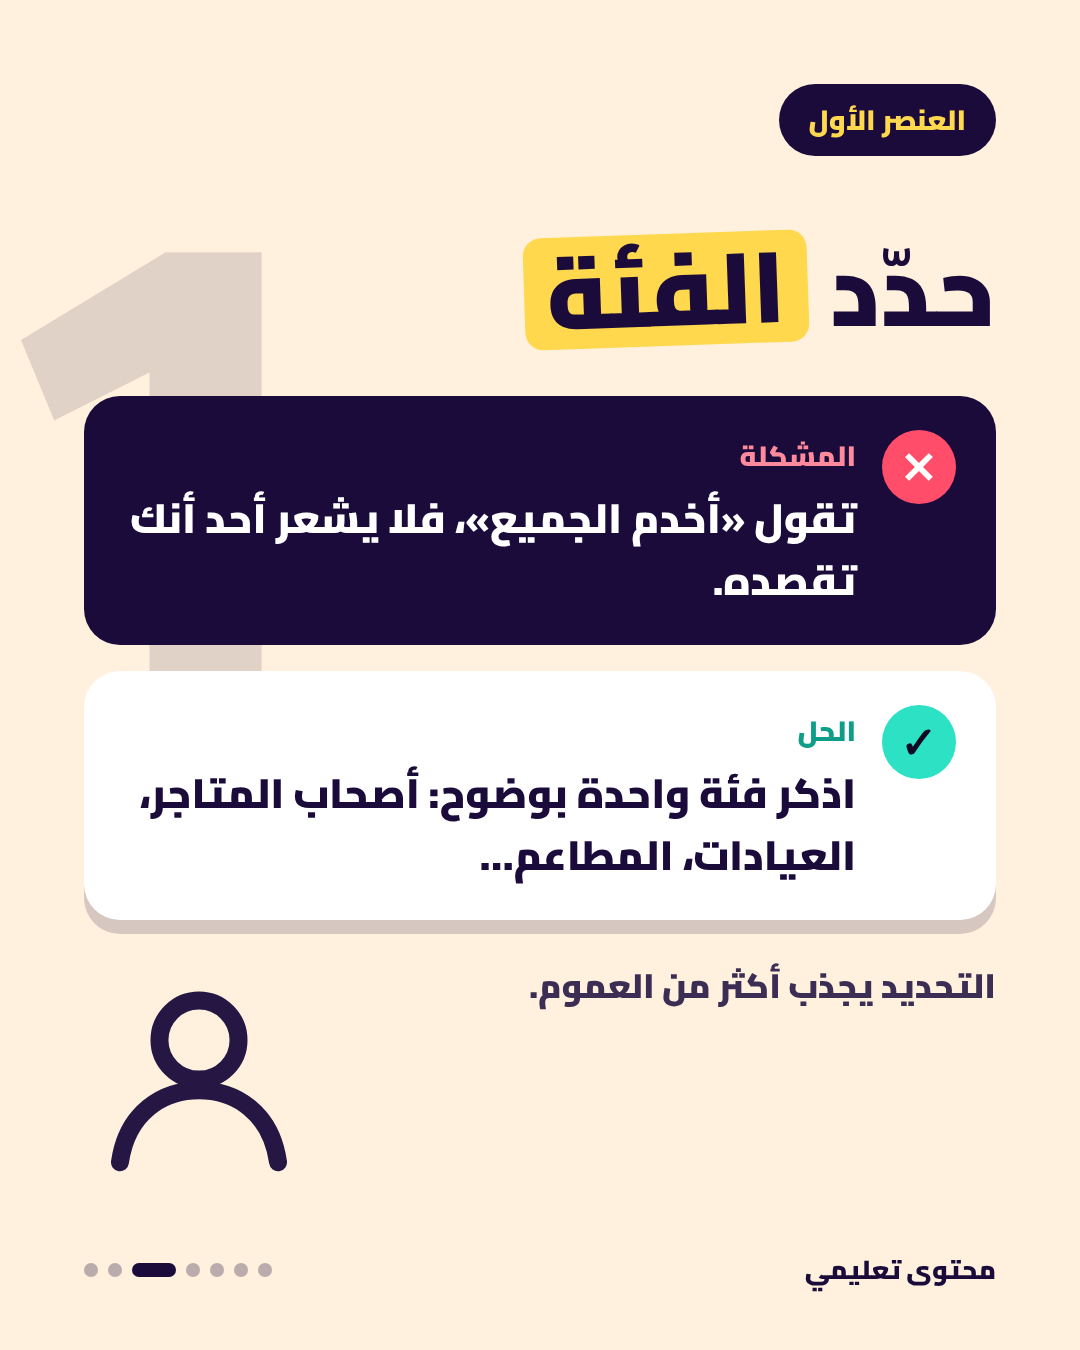 العنصر الأول
حدّد الفئة
1
المشكلة
تقول «أخدم الجميع»، فلا يشعر أحد أنك
تقصده.
الحل
اذكر فئة واحدة بوضوح: أصحاب المتاجر،
العيادات، المطاعم...
التحديد يجذب أكثر من العموم.
محتوى تعليمي